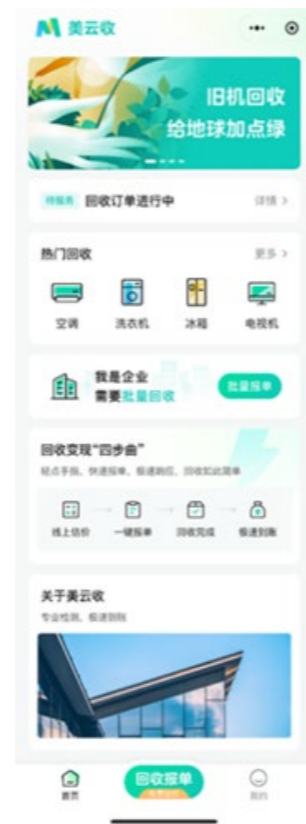 美云收
旧机回收
给地球加点绿
待服务 回收订单进行中 详情 >
热门回收 更多 >
空调 洗衣机 冰箱 电视机
我是企业
需要批量回收
批量报单
回收变现“四步曲”
轻点手指、快速报单、极速响应、回收如此简单
线上估价 一键报单 回收完成 极速到账
关于美云收
专业检测、极速到账
首页 回收报单 我的